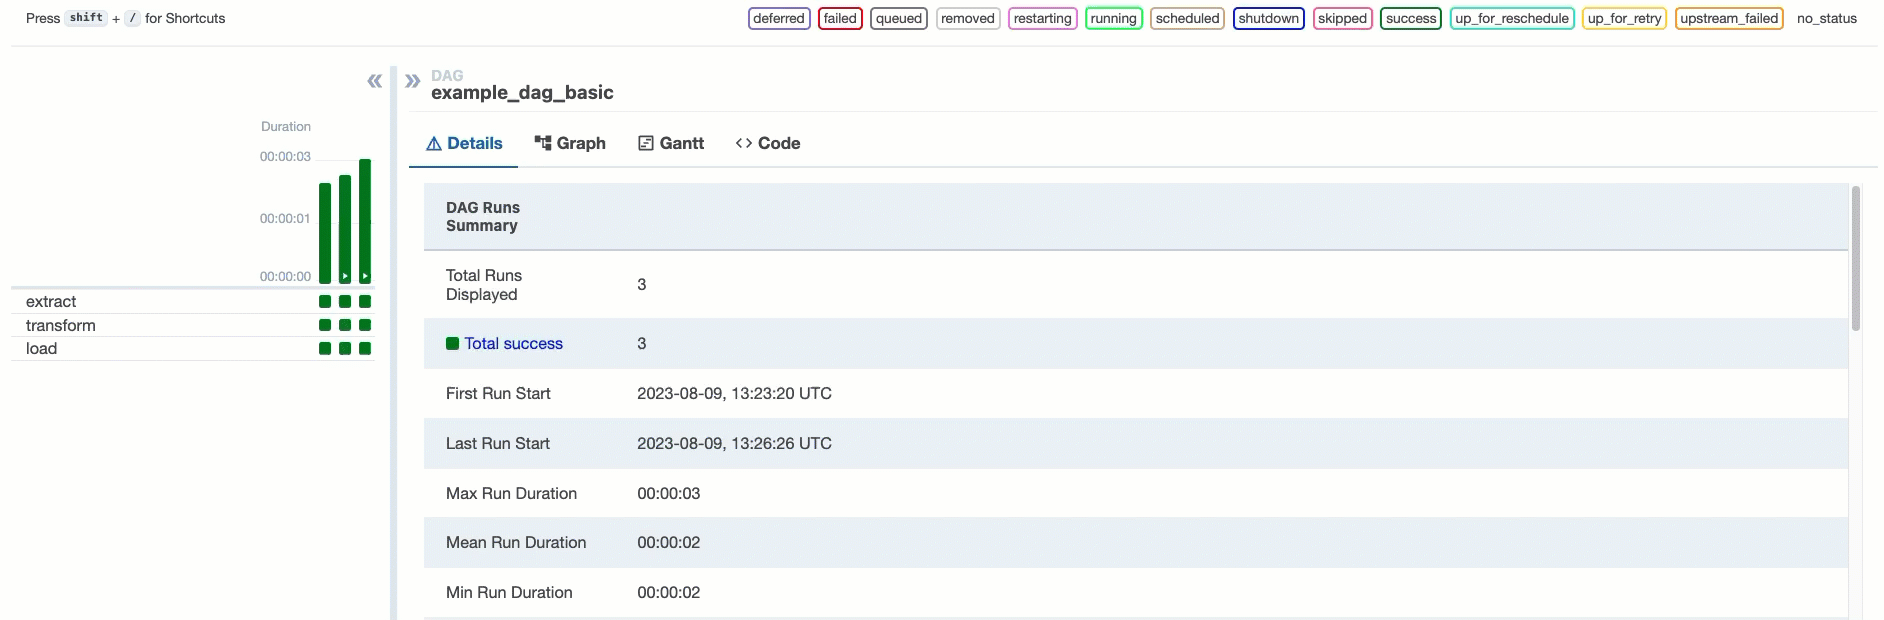 Press shift + / for Shortcuts
deferred failed queued removed restarting running scheduled shutdown skipped success up_for_reschedule up_for_retry upstream_failed no_status
DAG
example_dag_basic
Duration
00:00:03
00:00:01
00:00:00
extract
transform
load
Details Graph Gantt Code
DAG Runs
Summary
Total Runs
Displayed
3
Total success 3
First Run Start 2023-08-09, 13:23:20 UTC
Last Run Start 2023-08-09, 13:26:26 UTC
Max Run Duration 00:00:03
Mean Run Duration 00:00:02
Min Run Duration 00:00:02